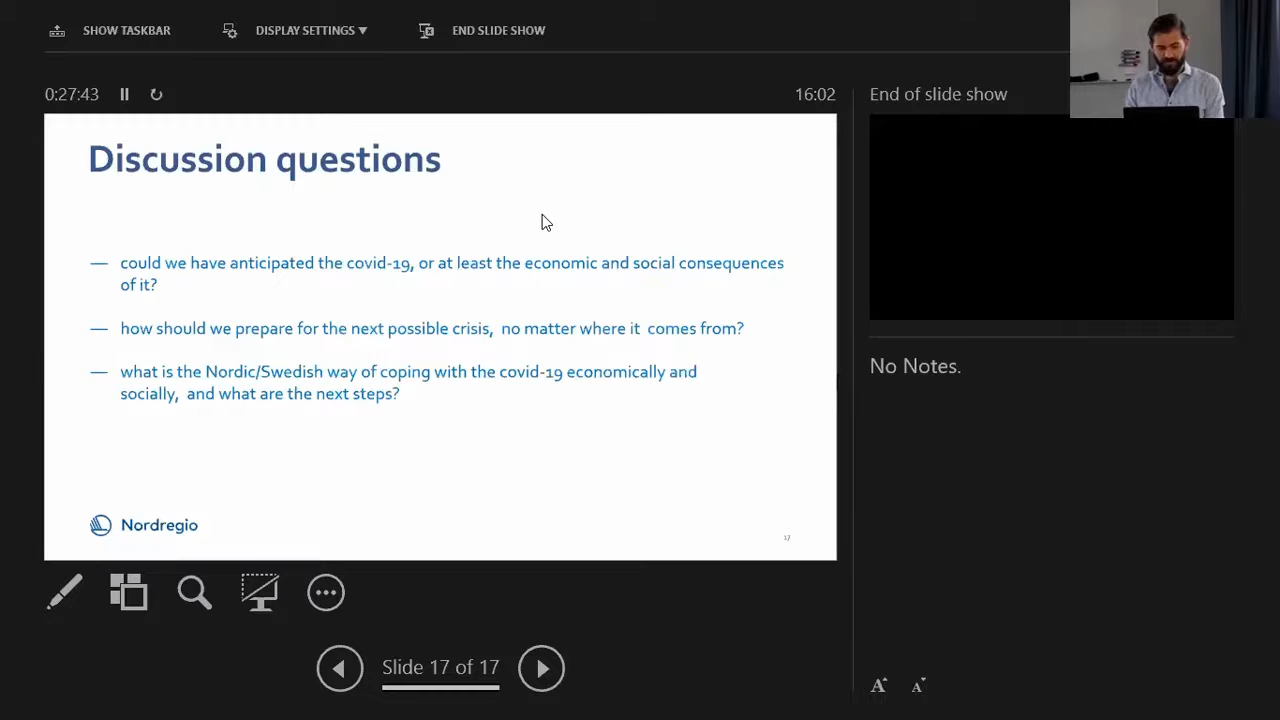 SHOW TASKBAR
DISPLAY SETTINGS
END SLIDE SHOW
0:27:43
16:02
End of slide show
Discussion questions
— could we have anticipated the covid-19, or at least the economic and social consequences
of it?
— how should we prepare for the next possible crisis, no matter where it comes from?
— what is the Nordic/Swedish way of coping with the covid-19 economically and
socially, and what are the next steps?
Nordregio
17
No Notes.
Slide 17 of 17
A A